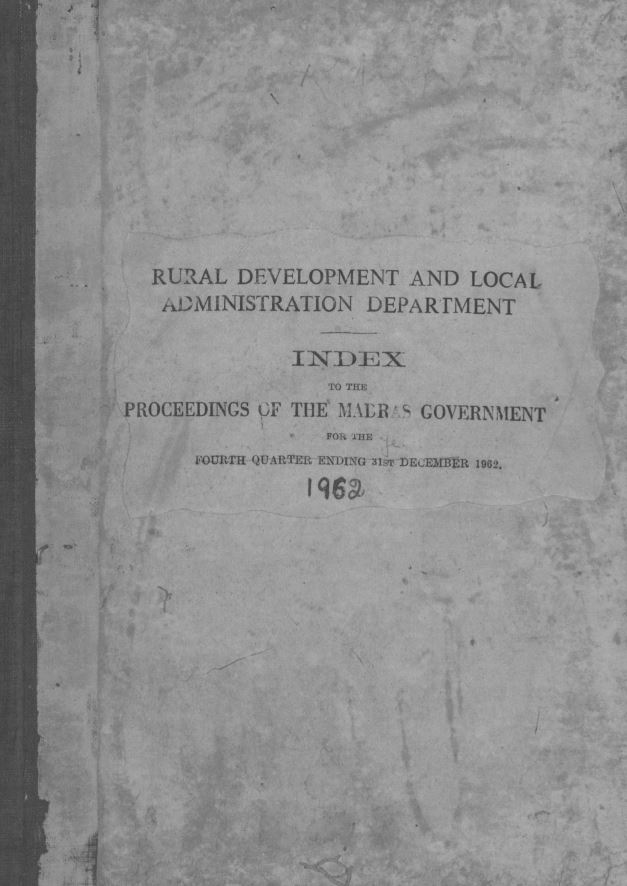 RURAL DEVELOPMENT AND LOCAL
ADMINISTRATION DEPARTMENT
INDEX
TO THE
PROCEEDINGS OF THE MADRAS GOVERNMENT
FOR THE
FOURTH QUARTER ENDING 31ST DECEMBER 1962.
1962